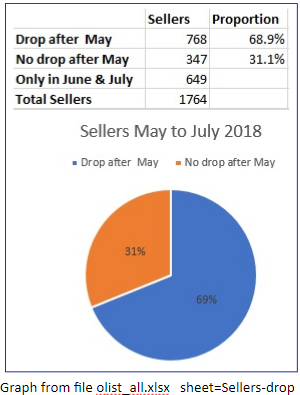 Sellers Proportion
Drop after May 768 68.9%
No drop after May 347 31.1%
Only in June & July 649
Total Sellers 1764
Sellers May to July 2018
Drop after May No drop after May
31%
69%
Graph from file olist_all.xlsx sheet=Sellers-drop